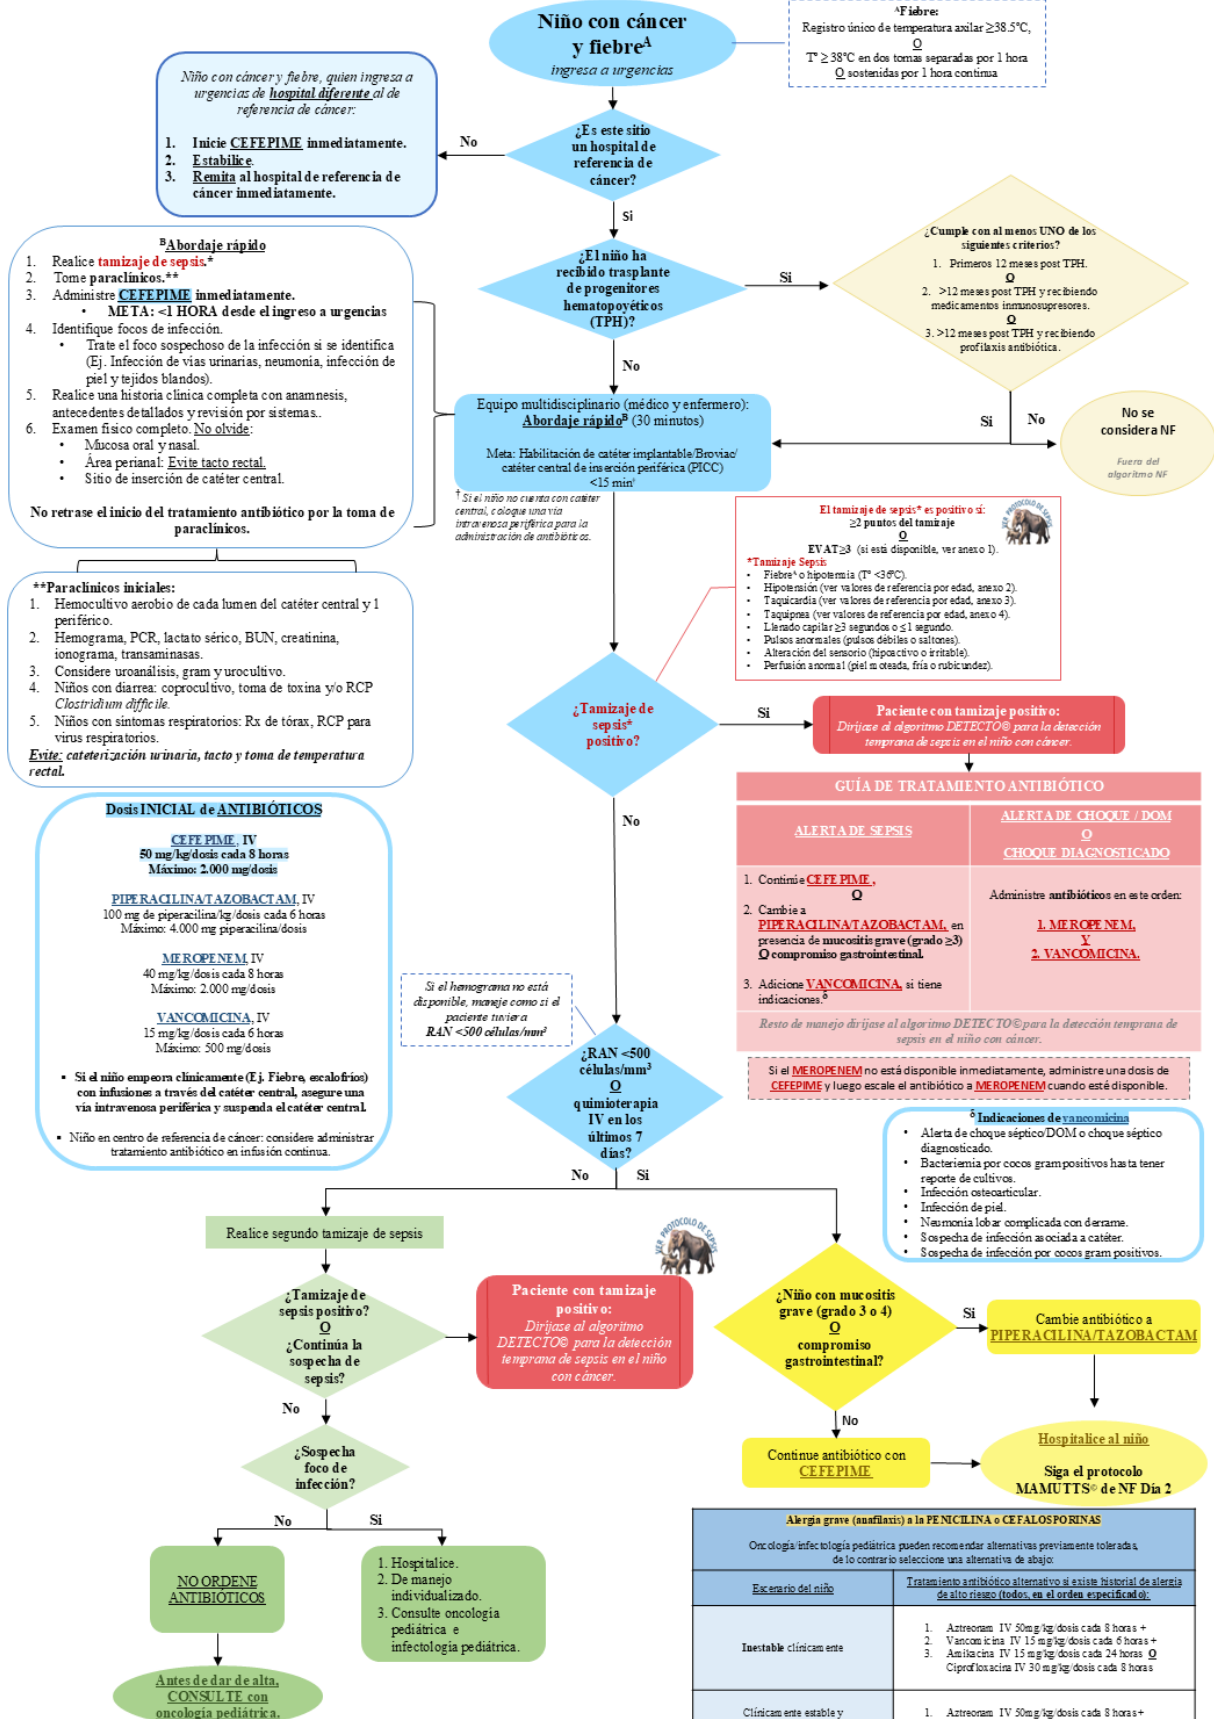 Niño con cáncer
y fiebreᴬ
ingresa a urgencias
ᴬFiebre:
Registro único de temperatura axilar ≥38.5°C,
O
T° ≥ 38°C en dos tomas separadas por 1 hora
O sostenidas por 1 hora continua
Niño con cáncer y fiebre, quien ingresa a
urgencias de hospital diferente al de
referencia de cáncer:
1. Inicie CEFEPIME inmediatamente.
2. Estabilice.
3. Remita al hospital de referencia de
cáncer inmediatamente.
No
¿Es este sitio
un hospital de
referencia de
cáncer?
Si
¿El niño ha
recibido trasplante
de progenitores
hematopoyéticos
(TPH)?
Si
¿Cumple con al menos UNO de los
siguientes criterios?
1. Primeros 12 meses post TPH.
O
2. >12 meses post TPH y recibiendo
medicamentos inmunosupresores.
O
3. >12 meses post TPH y recibiendo
profilaxis antibiótica.
Si
No
No se
considera NF
Fuera del
algoritmo NF
No
ᴮAbordaje rápido
1. Realice tamizaje de sepsis.*
2. Tome paraclínicos.**
3. Administre CEFEPIME inmediatamente.
• META: <1 HORA desde el ingreso a urgencias
4. Identifique focos de infección.
• Trate el foco sospechoso de la infección si se identifica
(Ej. Infección de vías urinarias, neumonía, infección de
piel y tejidos blandos).
5. Realice una historia clínica completa con anamnesis,
antecedentes detallados y revisión por sistemas..
6. Examen físico completo. No olvide:
• Mucosa oral y nasal.
• Área perianal: Evite tacto rectal.
• Sitio de inserción de catéter central.
No retrase el inicio del tratamiento antibiótico por la toma de
paraclínicos.
Equipo multidisciplinario (médico y enfermero):
Abordaje rápidoᴮ (30 minutos)
Meta: Habilitación de catéter implantable/Broviac/
catéter central de inserción periférica (PICC)
<15 min†
† Si el niño no cuenta con catéter
central, coloque una vía
intravenosa periférica para la
administración de antibióticos.
**Paraclínicos iniciales:
1. Hemocultivo aerobio de cada lumen del catéter central y 1
periférico.
2. Hemograma, PCR, lactato sérico, BUN, creatinina,
ionograma, transaminasas.
3. Considere uroanálisis, gram y urocultivo.
4. Niños con diarrea: coprocultivo, toma de toxina y/o RCP
Clostridium difficile.
5. Niños con síntomas respiratorios: Rx de tórax, RCP para
virus respiratorios.
Evite: cateterización urinaria, tacto y toma de temperatura
rectal.
El tamizaje de sepsis* es positivo sí:
≥2 puntos del tamizaje
O
EVAT≥3 (si está disponible, ver anexo 1).
*Tamizaje Sepsis
• Fiebreᴬ o hipotermia (T° <36°C).
• Hipotensión (ver valores de referencia por edad, anexo 2).
• Taquicardia (ver valores de referencia por edad, anexo 3).
• Taquipnea (ver valores de referencia por edad, anexo 4).
• Llenado capilar ≥3 segundos o ≤1 segundo.
• Pulsos anormales (pulsos débiles o saltones).
• Alteración del sensorio (hipoactivo o irritable).
• Perfusión anormal (piel moteada, fría o rubicundez).
VER PROTOCOLO DE SEPSIS
¿Tamizaje de
sepsis*
positivo?
Si
Paciente con tamizaje positivo:
Diríjase al algoritmo DETECTO© para la detección
temprana de sepsis en el niño con cáncer.
No
GUÍA DE TRATAMIENTO ANTIBIÓTICO
ALERTA DE SEPSIS
ALERTA DE CHOQUE / DOM
O
CHOQUE DIAGNOSTICADO
1. Continúe CEFEPIME,
O
2. Cambie a
PIPERACILINA/TAZOBACTAM, en
presencia de mucositis grave (grado ≥3)
O compromiso gastrointestinal.
3. Adicione VANCOMICINA, si tiene
indicaciones.δ
Administre antibióticos en este orden:
1. MEROPENEM,
Y
2. VANCOMICINA.
Resto de manejo diríjase al algoritmo DETECTO© para la detección temprana de
sepsis en el niño con cáncer.
Si el MEROPENEM no está disponible inmediatamente, administre una dosis de
CEFEPIME y luego escale el antibiótico a MEROPENEM cuando esté disponible.
Dosis INICIAL de ANTIBIÓTICOS
CEFEPIME, IV
50 mg/kg/dosis cada 8 horas
Máximo: 2.000 mg/dosis
PIPERACILINA/TAZOBACTAM, IV
100 mg de piperacilina/kg/dosis cada 6 horas
Máximo: 4.000 mg piperacilina/dosis
MEROPENEM, IV
40 mg/kg/dosis cada 8 horas
Máximo: 2.000 mg/dosis
VANCOMICINA, IV
15 mg/kg/dosis cada 6 horas
Máximo: 500 mg/dosis
▪ Si el niño empeora clínicamente (Ej. Fiebre, escalofríos)
con infusiones a través del catéter central, asegure una
vía intravenosa periférica y suspenda el catéter central.
▪ Niño en centro de referencia de cáncer: considere administrar
tratamiento antibiótico en infusión continua.
Si el hemograma no está
disponible, maneje como si el
paciente tuviera
RAN <500 células/mm³
¿RAN <500
células/mm³
O
quimioterapia
IV en los
últimos 7
días?
No
Si
δ Indicaciones de vancomicina
• Alerta de choque séptico/DOM o choque séptico
diagnosticado.
• Bacteriemia por cocos gram positivos hasta tener
reporte de cultivos.
• Infección osteoarticular.
• Infección de piel.
• Neumonía lobar complicada con derrame.
• Sospecha de infección asociada a catéter.
• Sospecha de infección por cocos gram positivos.
Realice segundo tamizaje de sepsis
VER PROTOCOLO DE SEPSIS
¿Tamizaje de
sepsis positivo?
O
¿Continúa la
sospecha de
sepsis?
Paciente con tamizaje
positivo:
Diríjase al algoritmo
DETECTO© para la detección
temprana de sepsis en el niño
con cáncer.
¿Niño con mucositis
grave (grado 3 o 4)
O
compromiso
gastrointestinal?
Si
Cambie antibiótico a
PIPERACILINA/TAZOBACTAM
No
No
¿Sospecha
foco de
infección?
Continue antibiótico con
CEFEPIME
Hospitalice al niño
Siga el protocolo
MAMUTTS© de NF Día 2
No
Si
NO ORDENE
ANTIBIÓTICOS
1. Hospitalice.
2. De manejo
individualizado.
3. Consulte oncología
pediátrica e
infectología pediátrica.
Antes de dar de alta,
CONSULTE con
oncología pediátrica.
Alergia grave (anafilaxis) a la PENICILINA o CEFALOSPORINAS
Oncología/infectología pediátrica pueden recomendar alternativas previamente toleradas,
de lo contrario seleccione una alternativa de abajo:
Escenario del niño
Tratamiento antibiótico alternativo si existe historial de alergia
de alto riesgo (todos, en el orden especificado):
Inestable clínicamente
1. Aztreonam IV 50mg/kg/dosis cada 8 horas +
2. Vancomicina IV 15 mg/kg/dosis cada 6 horas +
3. Amikacina IV 15 mg/kg/dosis cada 24 horas O
Ciprofloxacina IV 30 mg/kg/dosis cada 8 horas
Clínicamente estable y
1. Aztreonam IV 50mg/kg/dosis cada 8 horas+